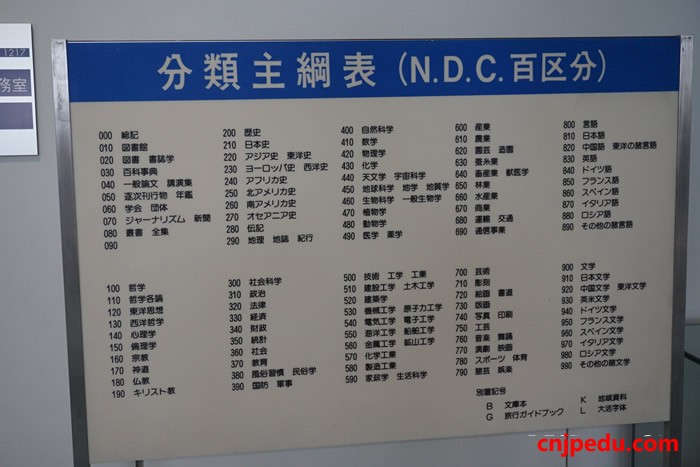 1217
務室
分類主綱表 (N.D.C.百区分)
000 総記
010 図書館
020 図書 書誌学
030 百科事典
040 一般論文 講演集
050 逐次刊行物 年鑑
060 学会 団体
070 ジャーナリズム 新聞
080 叢書 全集
090
200 歴史
210 日本史
220 アジア史 東洋史
230 ヨーロッパ史 西洋史
240 アフリカ史
250 北アメリカ史
260 南アメリカ史
270 オセアニア史
280 伝記
290 地理 地誌 紀行
400 自然科学
410 数学
420 物理学
430 化学
440 天文学 宇宙科学
450 地球科学 地学 地質学
460 生物科学 一般生物学
470 植物学
480 動物学
490 医学 薬学
600 産業
610 農業
620 園芸 造園
630 蚕糸業
640 畜産業 獣医学
650 林業
660 水産業
670 商業
680 運輸 交通
690 通信事業
800 言語
810 日本語
820 中国語 東洋の諸言語
830 英語
840 ドイツ語
850 フランス語
860 スペイン語
870 イタリア語
880 ロシア語
890 その他の諸言語
100 哲学
110 哲学各論
120 東洋思想
130 西洋哲学
140 心理学
150 倫理学
160 宗教
170 神道
180 仏教
190 キリスト教
300 社会科学
310 政治
320 法律
330 経済
340 財政
350 統計
360 社会
370 教育
380 風俗習慣 民俗学
390 国防 軍事
500 技術 工学 工業
510 建設工学 土木工学
520 建築学
530 機械工学 原子力工学
540 電気工学 電子工学
550 海洋工学 船舶工学
560 金属工学 鉱山工学
570 化学工業
580 製造工業
590 家政学 生活科学
700 芸術
710 彫刻
720 絵画 書道
730 版画
740 写真 印刷
750 工芸
760 音楽 舞踊
770 演劇 映画
780 スポーツ 体育
790 諸芸 娯楽
900 文学
910 日本文学
920 中国文学 東洋文学
930 英米文学
940 ドイツ文学
950 フランス文学
960 スペイン文学
970 イタリア文学
980 ロシア文学
990 その他の諸文学
別置記号
B 文庫本
G 旅行ガイドブック
K 地域資料
L 大活字体
cnjpedu.com